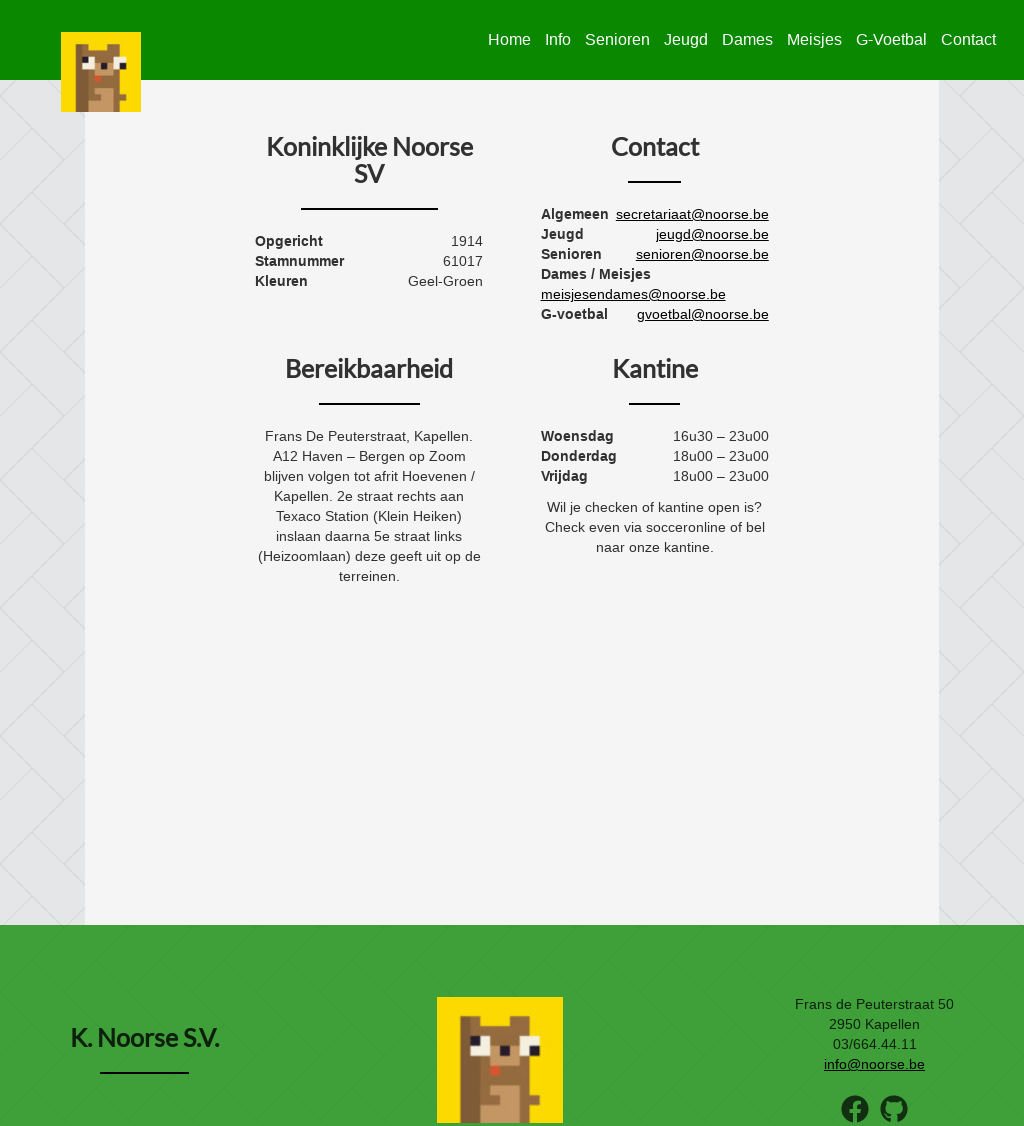 Home Info Senioren Jeugd Dames Meisjes G-Voetbal Contact
Koninklijke Noorse
SV
Opgericht 1914
Stamnummer 61017
Kleuren Geel-Groen
Contact
Algemeen secretariaat@noorse.be
Jeugd jeugd@noorse.be
Senioren senioren@noorse.be
Dames / Meisjes
meisjesendames@noorse.be
G-voetbal gvoetbal@noorse.be
Bereikbaarheid
Frans De Peuterstraat, Kapellen.
A12 Haven – Bergen op Zoom
blijven volgen tot afrit Hoevenen /
Kapellen. 2e straat rechts aan
Texaco Station (Klein Heiken)
inslaan daarna 5e straat links
(Heizoomlaan) deze geeft uit op de
terreinen.
Kantine
Woensdag 16u30 – 23u00
Donderdag 18u00 – 23u00
Vrijdag 18u00 – 23u00
Wil je checken of kantine open is?
Check even via socceronline of bel
naar onze kantine.
K. Noorse S.V.
Frans de Peuterstraat 50
2950 Kapellen
03/664.44.11
info@noorse.be